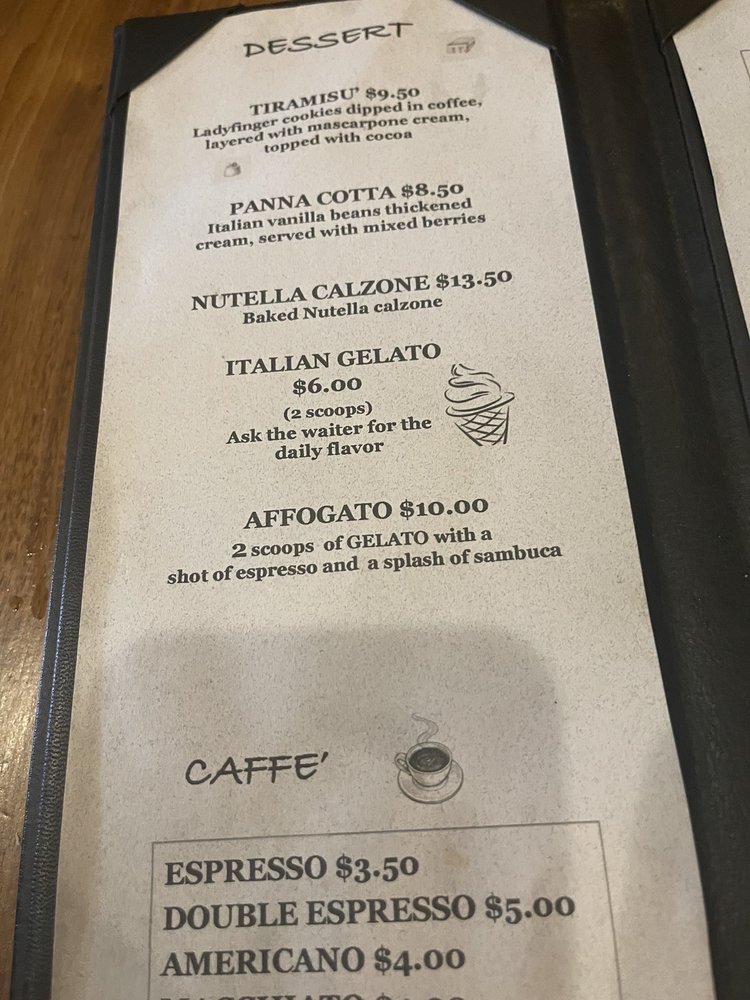 DESSERT
TIRAMISU' $9.50
Ladyfinger cookies dipped in coffee,
layered with mascarpone cream,
topped with cocoa
PANNA COTTA $8.50
Italian vanilla beans thickened
cream, served with mixed berries
NUTELLA CALZONE $13.50
Baked Nutella calzone
ITALIAN GELATO
$6.00
(2 scoops)
Ask the waiter for the
daily flavor
AFFOGATO $10.00
2 scoops of GELATO with a
shot of espresso and a splash of sambuca
CAFFE'
ESPRESSO $3.50
DOUBLE ESPRESSO $5.00
AMERICANO $4.00